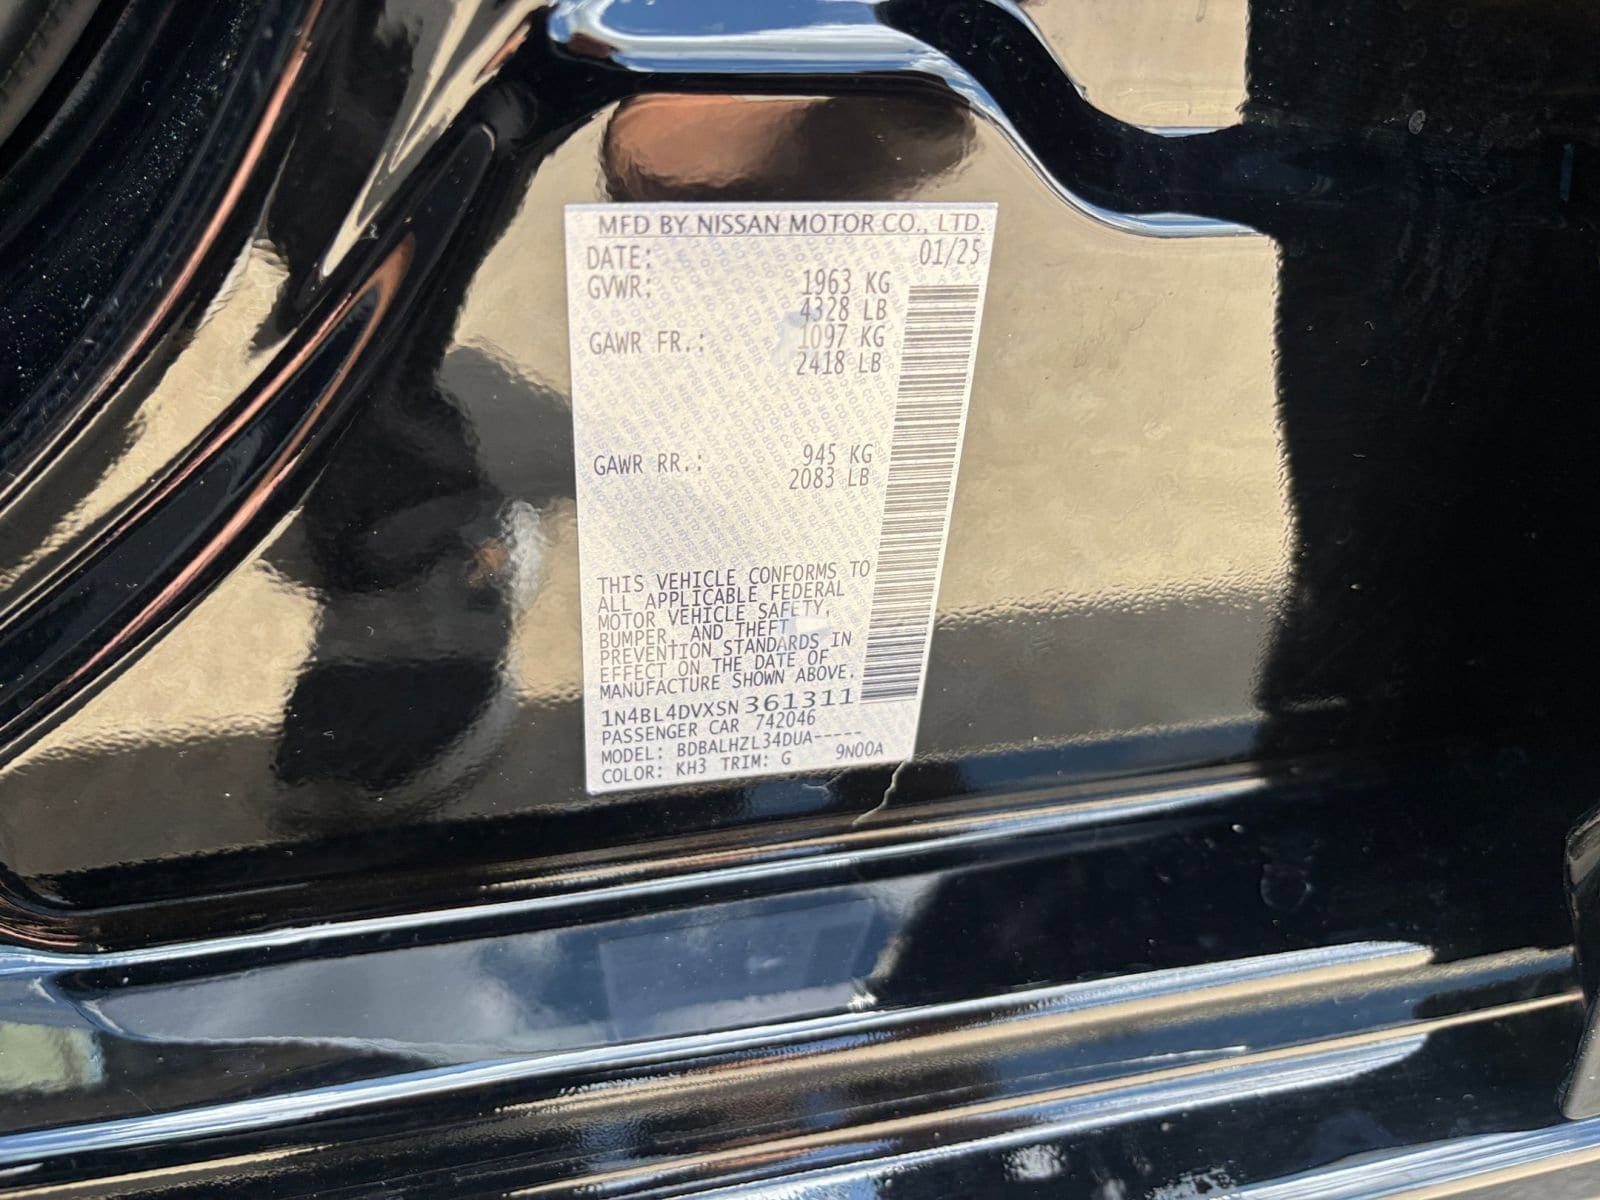 MFD BY NISSAN MOTOR CO., LTD.
DATE: 01/25
GVWR: 1963 KG
4328 LB
GAWR FR.: 1097 KG
2418 LB
GAWR RR.: 945 KG
2083 LB
THIS VEHICLE CONFORMS TO
ALL APPLICABLE FEDERAL
MOTOR VEHICLE SAFETY,
BUMPER, AND THEFT
PREVENTION STANDARDS IN
EFFECT ON THE DATE OF
MANUFACTURE SHOWN ABOVE.
1N4BL4DVXSN361311
PASSENGER CAR 742046
MODEL: BDBALHZL34DUA-----
COLOR: KH3 TRIM: G 9N00A